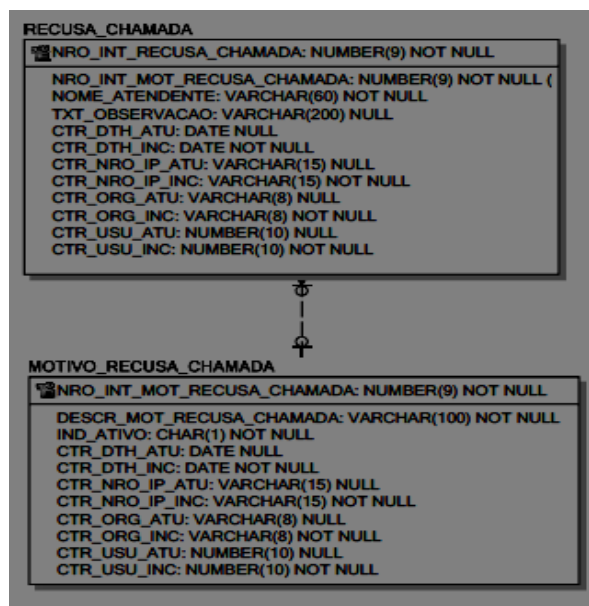 RECUSA_CHAMADA
NRO_INT_RECUSA_CHAMADA: NUMBER(9) NOT NULL
NRO_INT_MOT_RECUSA_CHAMADA: NUMBER(9) NOT NULL (
NOME_ATENDENTE: VARCHAR(60) NOT NULL
TXT_OBSERVACAO: VARCHAR(200) NULL
CTR_DTH_ATU: DATE NULL
CTR_DTH_INC: DATE NOT NULL
CTR_NRO_IP_ATU: VARCHAR(15) NULL
CTR_NRO_IP_INC: VARCHAR(15) NOT NULL
CTR_ORG_ATU: VARCHAR(8) NULL
CTR_ORG_INC: VARCHAR(8) NOT NULL
CTR_USU_ATU: NUMBER(10) NULL
CTR_USU_INC: NUMBER(10) NOT NULL
MOTIVO_RECUSA_CHAMADA
NRO_INT_MOT_RECUSA_CHAMADA: NUMBER(9) NOT NULL
DESCR_MOT_RECUSA_CHAMADA: VARCHAR(100) NOT NULL
IND_ATIVO: CHAR(1) NOT NULL
CTR_DTH_ATU: DATE NULL
CTR_DTH_INC: DATE NOT NULL
CTR_NRO_IP_ATU: VARCHAR(15) NULL
CTR_NRO_IP_INC: VARCHAR(15) NOT NULL
CTR_ORG_ATU: VARCHAR(8) NULL
CTR_ORG_INC: VARCHAR(8) NOT NULL
CTR_USU_ATU: NUMBER(10) NULL
CTR_USU_INC: NUMBER(10) NOT NULL